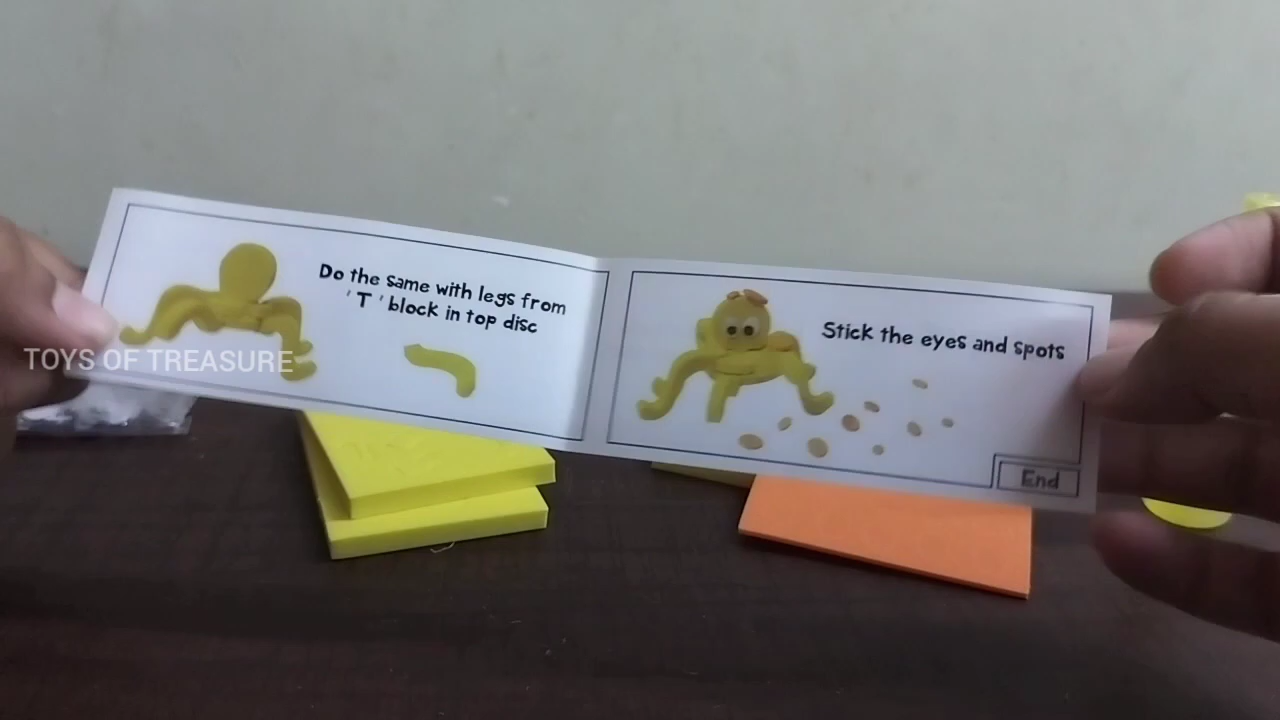 Do the same with legs from
'T' block in top disc
Stick the eyes and spots
End
TOYS OF TREASURE